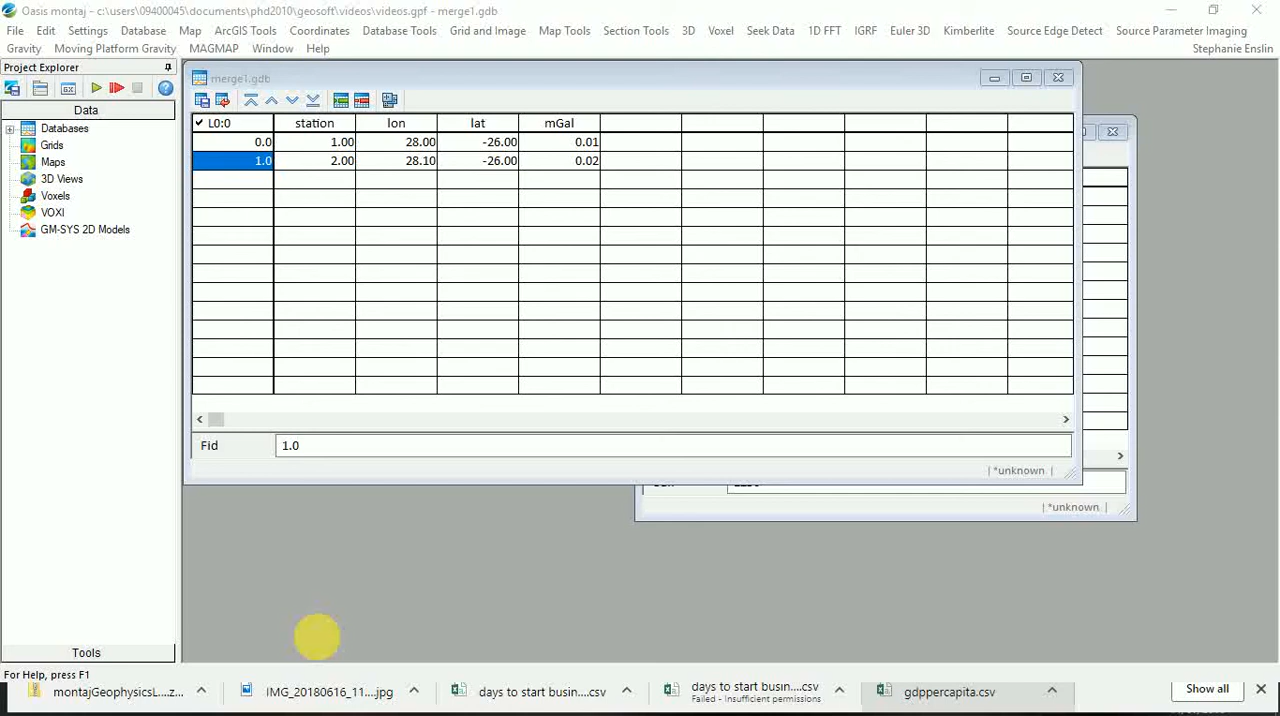 Oasis montaj - c:\users\09400045\documents\phd2010\geosoft\videos\videos.gpf - merge1.gdb
File Edit Settings Database Map ArcGIS Tools Coordinates Database Tools Grid and Image Map Tools Section Tools 3D Voxel Seek Data 1D FFT IGRF Euler 3D Kimberlite Source Edge Detect Source Parameter Imaging
Gravity Moving Platform Gravity MAGMAP Window Help Stephanie Enslin
Project Explorer
Data
Databases
Grids
Maps
3D Views
Voxels
VOXI
GM-SYS 2D Models
Tools
merge1.gdb
L0:0 station lon lat mGal
0.0 1.00 28.00 -26.00 0.01
1.0 2.00 28.10 -26.00 0.02
Fid 1.0
*unknown
*unknown
For Help, press F1
montajGeophysicsL....z... IMG_20180616_11....jpg days to start busin....csv days to start busin....csv gdppercapita.csv Show all
Failed - Insufficient permissions